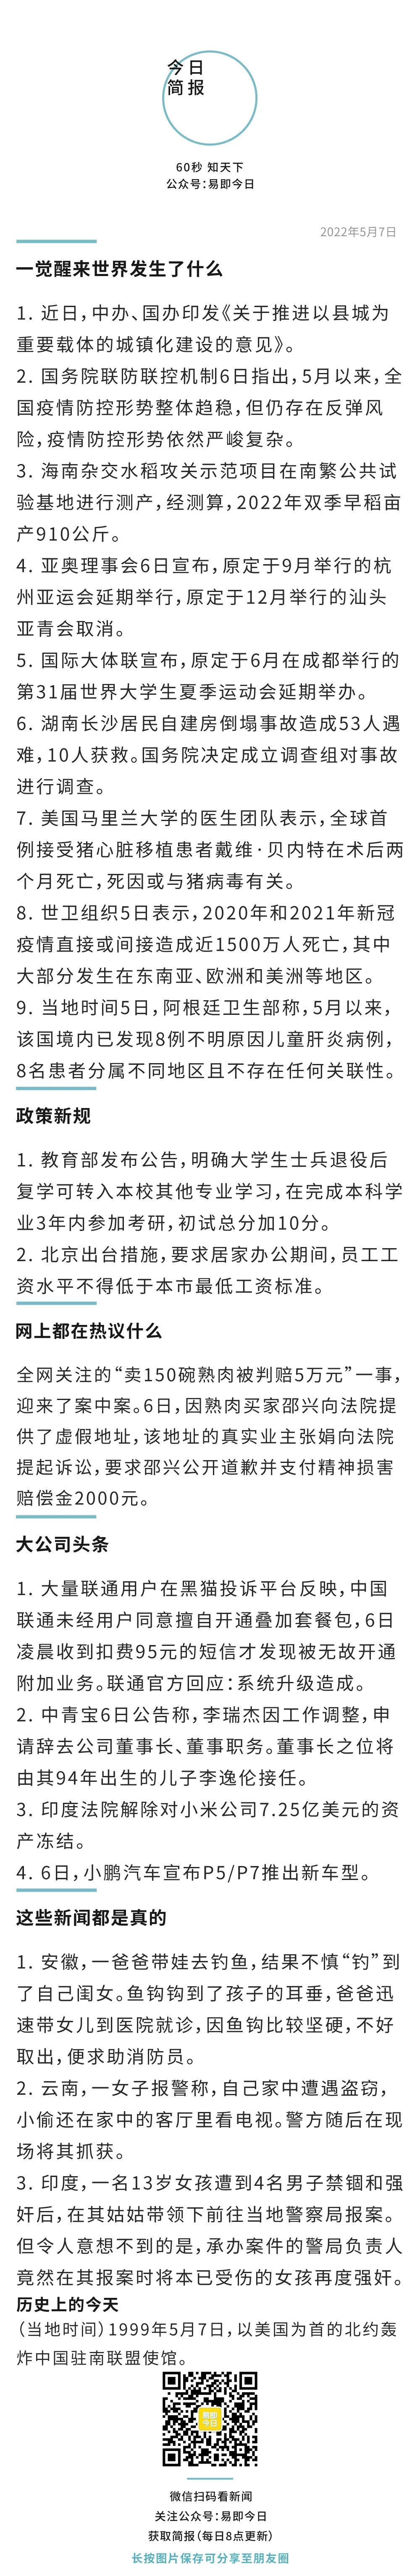 今日
简报
60秒 知天下
公众号：易即今日
2022年5月7日
一觉醒来世界发生了什么
1. 近日，中办、国办印发《关于推进以县城为
重要载体的城镇化建设的意见》。
2. 国务院联防联控机制6日指出，5月以来，全
国疫情防控形势整体趋稳，但仍存在反弹风
险，疫情防控形势依然严峻复杂。
3. 海南杂交水稻攻关示范项目在南繁公共试
验基地进行测产，经测算，2022年双季早稻亩
产910公斤。
4. 亚奥理事会6日宣布，原定于9月举行的杭
州亚运会延期举行，原定于12月举行的汕头
亚青会取消。
5. 国际大体联宣布，原定于6月在成都举行的
第31届世界大学生夏季运动会延期举办。
6. 湖南长沙居民自建房倒塌事故造成53人遇
难，10人获救。国务院决定成立调查组对事故
进行调查。
7. 美国马里兰大学的医生团队表示，全球首
例接受猪心脏移植患者戴维·贝内特在术后两
个月死亡，死因或与猪病毒有关。
8. 世卫组织5日表示，2020年和2021年新冠
疫情直接或间接造成近1500万人死亡，其中
大部分发生在东南亚、欧洲和美洲等地区。
9. 当地时间5日，阿根廷卫生部称，5月以来，
该国境内已发现8例不明原因儿童肝炎病例，
8名患者分属不同地区且不存在任何关联性。
政策新规
1. 教育部发布公告，明确大学生士兵退役后
复学可转入本校其他专业学习，在完成本科学
业3年内参加考研，初试总分加10分。
2. 北京出台措施，要求居家办公期间，员工工
资水平不得低于本市最低工资标准。
网上都在热议什么
全网关注的“卖150碗熟肉被判赔5万元”一事，
迎来了案中案。6日，因熟肉买家邵兴向法院提
供了虚假地址，该地址的真实业主张娟向法院
提起诉讼，要求邵兴公开道歉并支付精神损害
赔偿金2000元。
大公司头条
1. 大量联通用户在黑猫投诉平台反映，中国
联通未经用户同意擅自开通叠加套餐包，6日
凌晨收到扣费95元的短信才发现被无故开通
附加业务。联通官方回应：系统升级造成。
2. 中青宝6日公告称，李瑞杰因工作调整，申
请辞去公司董事长、董事职务。董事长之位将
由其94年出生的儿子李逸伦接任。
3. 印度法院解除对小米公司7.25亿美元的资
产冻结。
4. 6日，小鹏汽车宣布P5/P7推出新车型。
这些新闻都是真的
1. 安徽，一爸爸带娃去钓鱼，结果不慎“钓”到
了自己闺女。鱼钩钩到了孩子的耳垂，爸爸迅
速带女儿到医院就诊，因鱼钩比较坚硬，不好
取出，便求助消防员。
2. 云南，一女子报警称，自己家中遭遇盗窃，
小偷还在家中的客厅里看电视。警方随后在现
场将其抓获。
3. 印度，一名13岁女孩遭到4名男子禁锢和强
奸后，在其姑姑带领下前往当地警察局报案。
但令人意想不到的是，承办案件的警局负责人
竟然在其报案时将本已受伤的女孩再度强奸。
历史上的今天
（当地时间）1999年5月7日，以美国为首的北约轰
炸中国驻南联盟使馆。
易即
今日
微信扫码看新闻
关注公众号：易即今日
获取简报（每日8点更新）
长按图片保存可分享至朋友圈